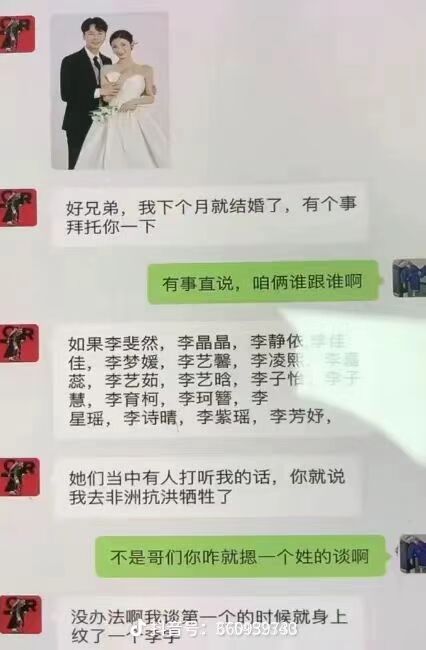 好兄弟，我下个月就结婚了，有个事
拜托你一下
有事直说，咱俩谁跟谁啊
如果李斐然，李晶晶，李静依，李佳
佳，李梦媛，李艺馨，李凌熙，李嘉
蕊，李艺茹，李艺晗，李子怡，李子
慧，李育柯，李珂簪，李
星瑶，李诗晴，李紫瑶，李芳妤，
她们当中有人打听我的话，你就说
我去非洲抗洪牺牲了
不是哥们你咋就摁一个姓的谈啊
没办法啊我谈第一个的时候就身上
纹了一个李字
抖音号：